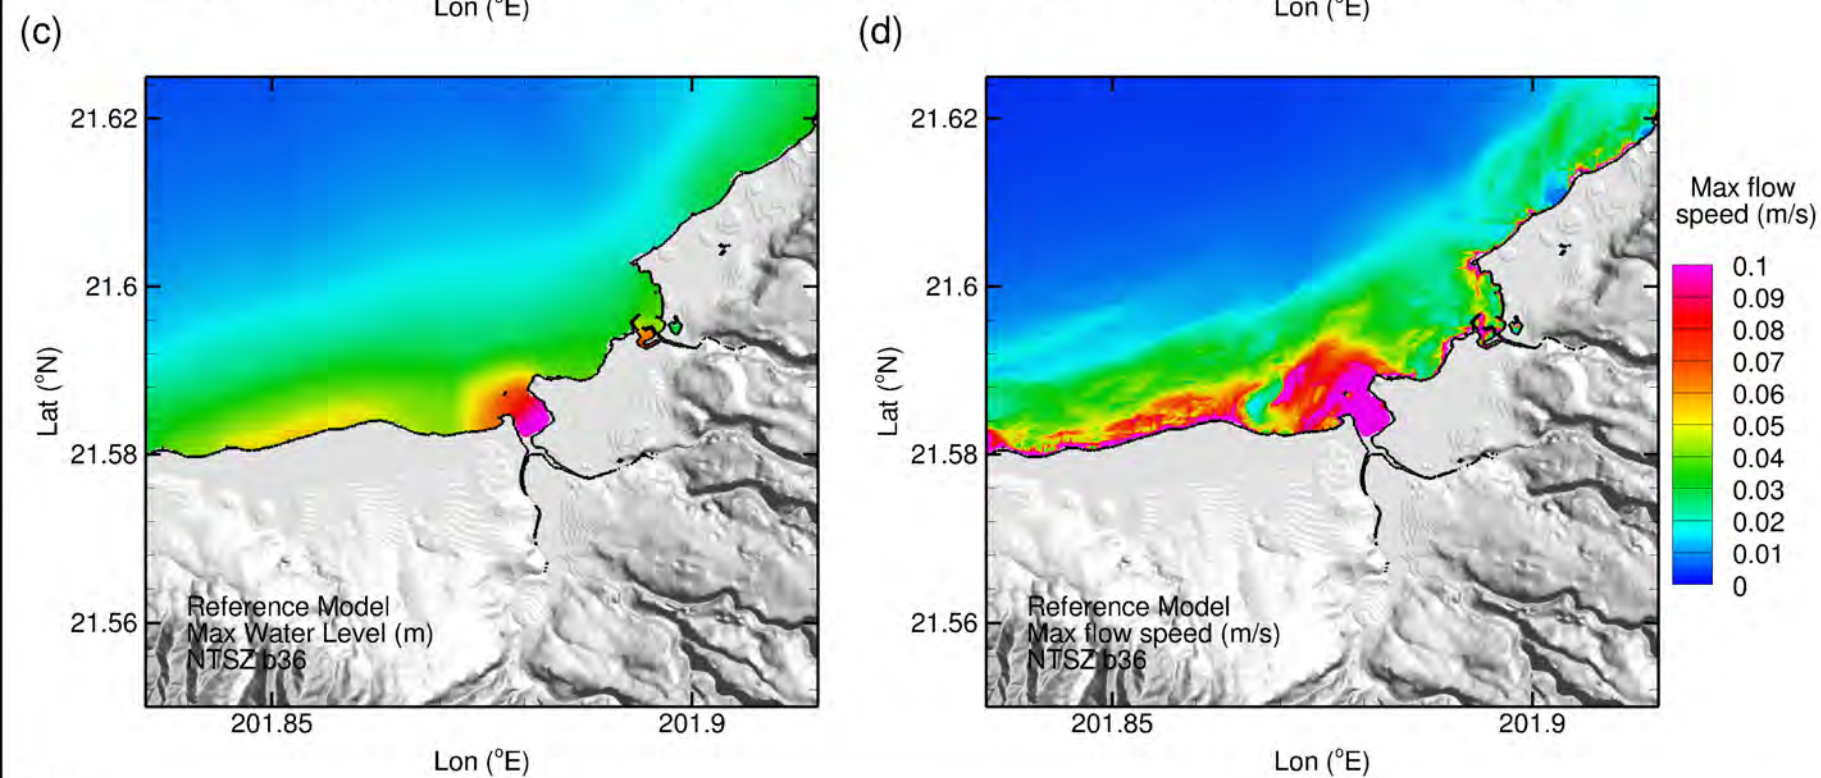 Lon (°E)
Lon (°E)
(c)
(d)
21.62
21.6
21.58
21.56
Lat (°N)
201.85
201.9
Lon (°E)
Reference Model
Max Water Level (m)
NTSZ b36
21.62
21.6
21.58
21.56
Lat (°N)
201.85
201.9
Lon (°E)
Reference Model
Max flow speed (m/s)
NTSZ b36
Max flow
speed (m/s)
0.1
0.09
0.08
0.07
0.06
0.05
0.04
0.03
0.02
0.01
0